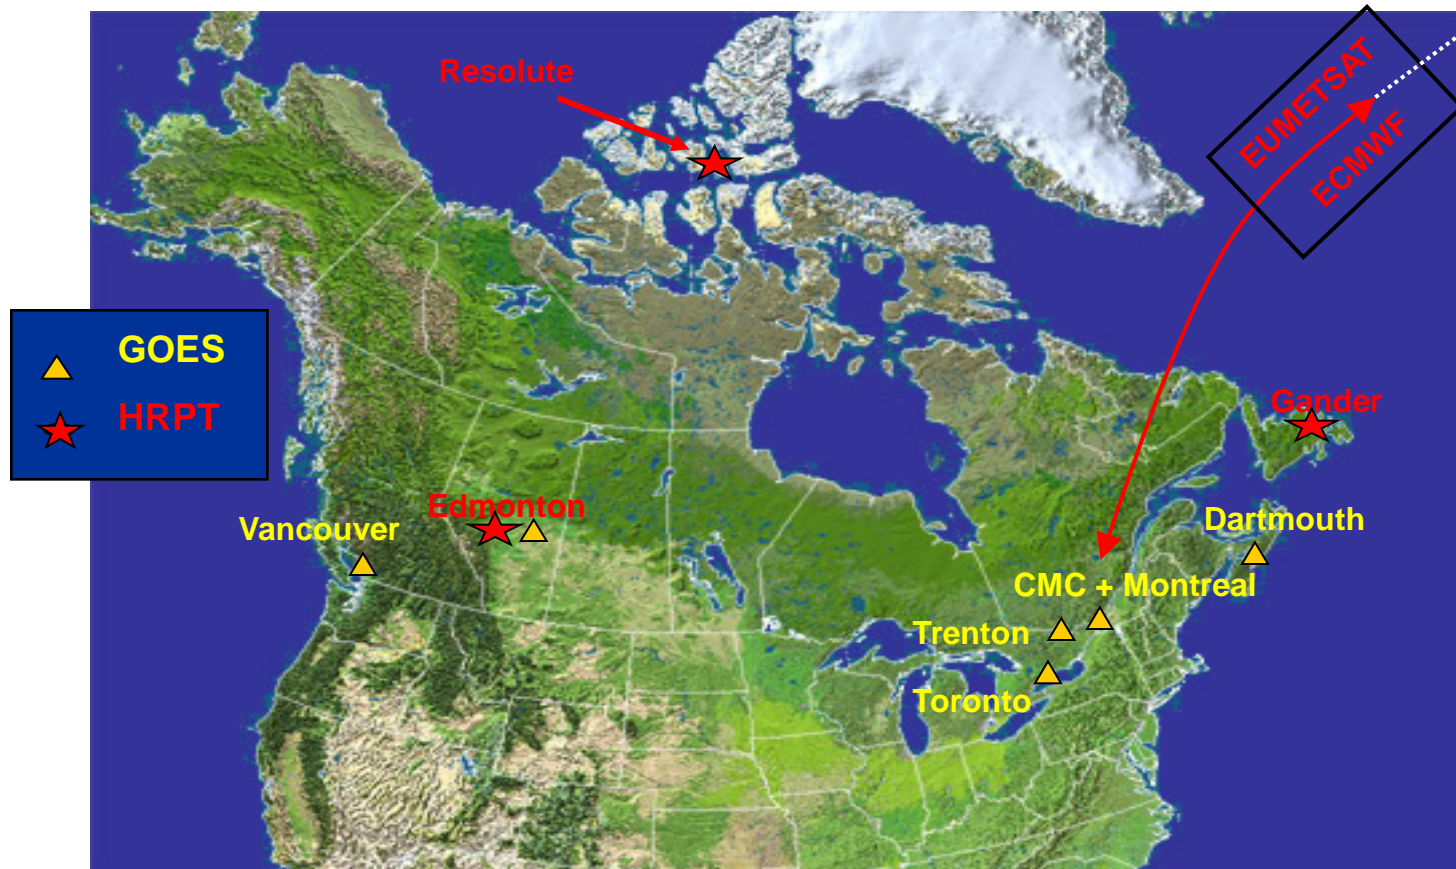 Resolute
EUMETSAT
ECMWF
GOES
HRPT
Gander
Edmonton
Vancouver
Dartmouth
CMC + Montreal
Trenton
Toronto